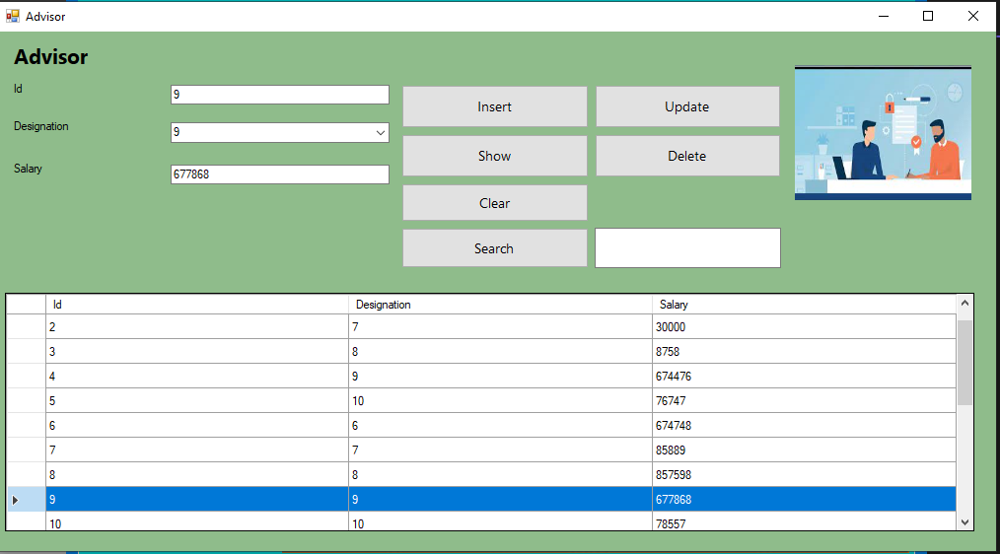 Advisor
Advisor
Id 9
Designation 9
Salary 677868
Insert Update
Show Delete
Clear
Search
Id Designation Salary
2 7 30000
3 8 8758
4 9 674476
5 10 76747
6 6 674748
7 7 85889
8 8 857598
9 9 677868
10 10 78557